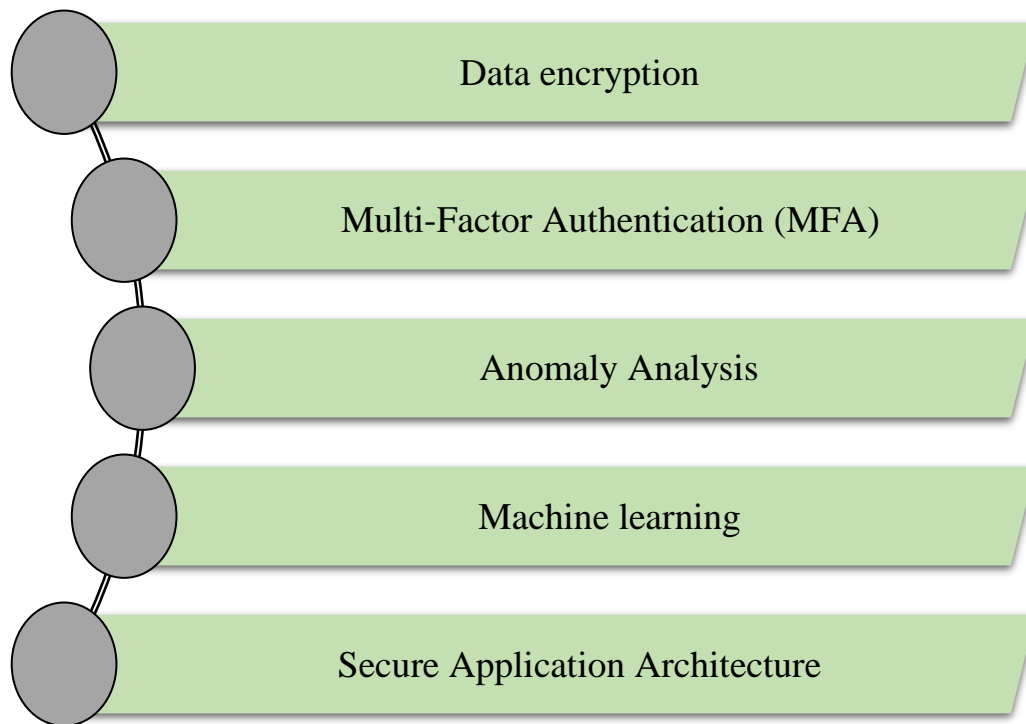 Data encryption
Multi-Factor Authentication (MFA)
Anomaly Analysis
Machine learning
Secure Application Architecture